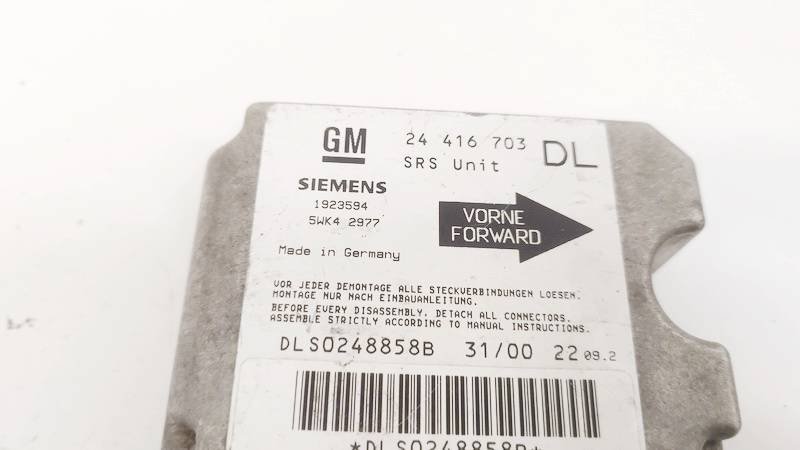 GM 24 416 703 DL
SRS Unit
SIEMENS
1923594
5WK4 2977
VORNE
FORWARD
Made in Germany
VOR JEDER DEMONTAGE ALLE STECKVERBINDUNGEN LOESEN.
MONTAGE NUR NACH EINBAUANLEITUNG.
BEFORE EVERY DISASSEMBLY, DETACH ALL CONNECTORS.
ASSEMBLE STRICTLY ACCORDING TO MANUAL INSTRUCTIONS.
DLS0248858B 31/00 22 09.2
*DLS0248858B*